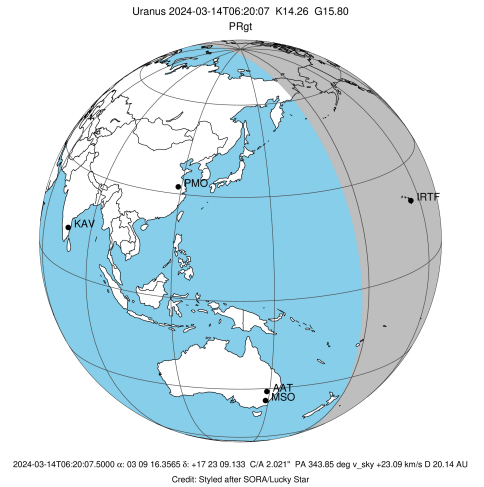 Uranus 2024-03-14T06:20:07 K14.26 G15.80
PRgt
PMO
IRTF
KAV
AAT
MSO
2024-03-14T06:20:07.5000 α: 03 09 16.3565 δ: +17 23 09.133 C/A 2.021" PA 343.85 deg v_sky +23.09 km/s D 20.14 AU
Credit: Styled after SORA/Lucky Star